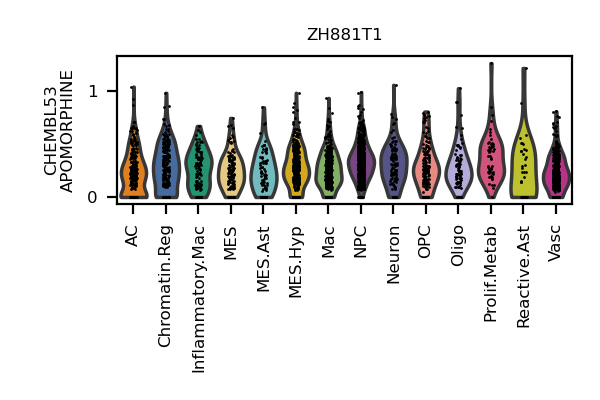 ZH881T1
CHEMBL53
APOMORPHINE
1
0
AC
Chromatin.Reg
Inflammatory.Mac
MES
MES.Ast
MES.Hyp
Mac
NPC
Neuron
OPC
Oligo
Prolif.Metab
Reactive.Ast
Vasc